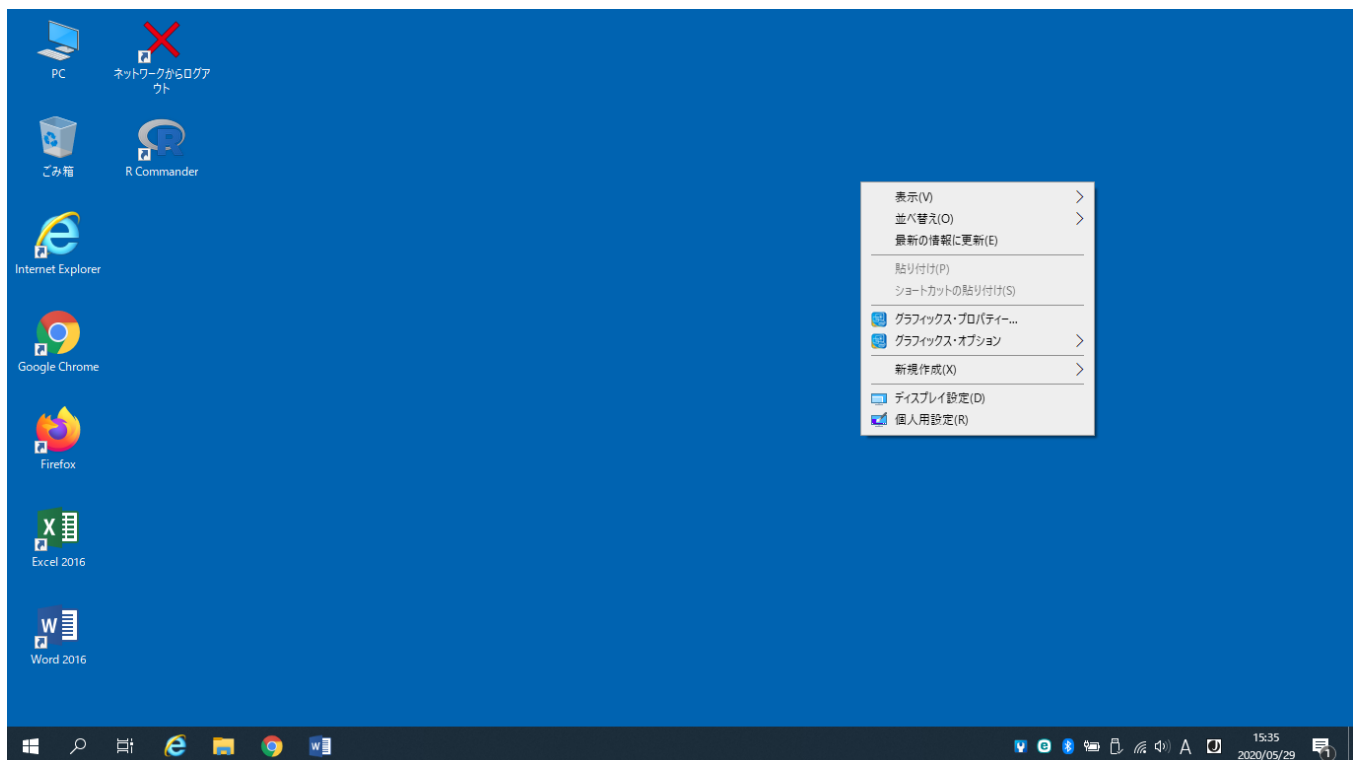 PC
ネットワークからログア
ウト
ごみ箱
R Commander
Internet Explorer
Google Chrome
Firefox
Excel 2016
Word 2016
表示(V)
並べ替え(O)
最新の情報に更新(E)
貼り付け(P)
ショートカットの貼り付け(S)
グラフィックス・プロパティー...
グラフィックス・オプション
新規作成(X)
ディスプレイ設定(D)
個人用設定(R)
A
15:35
2020/05/29
1